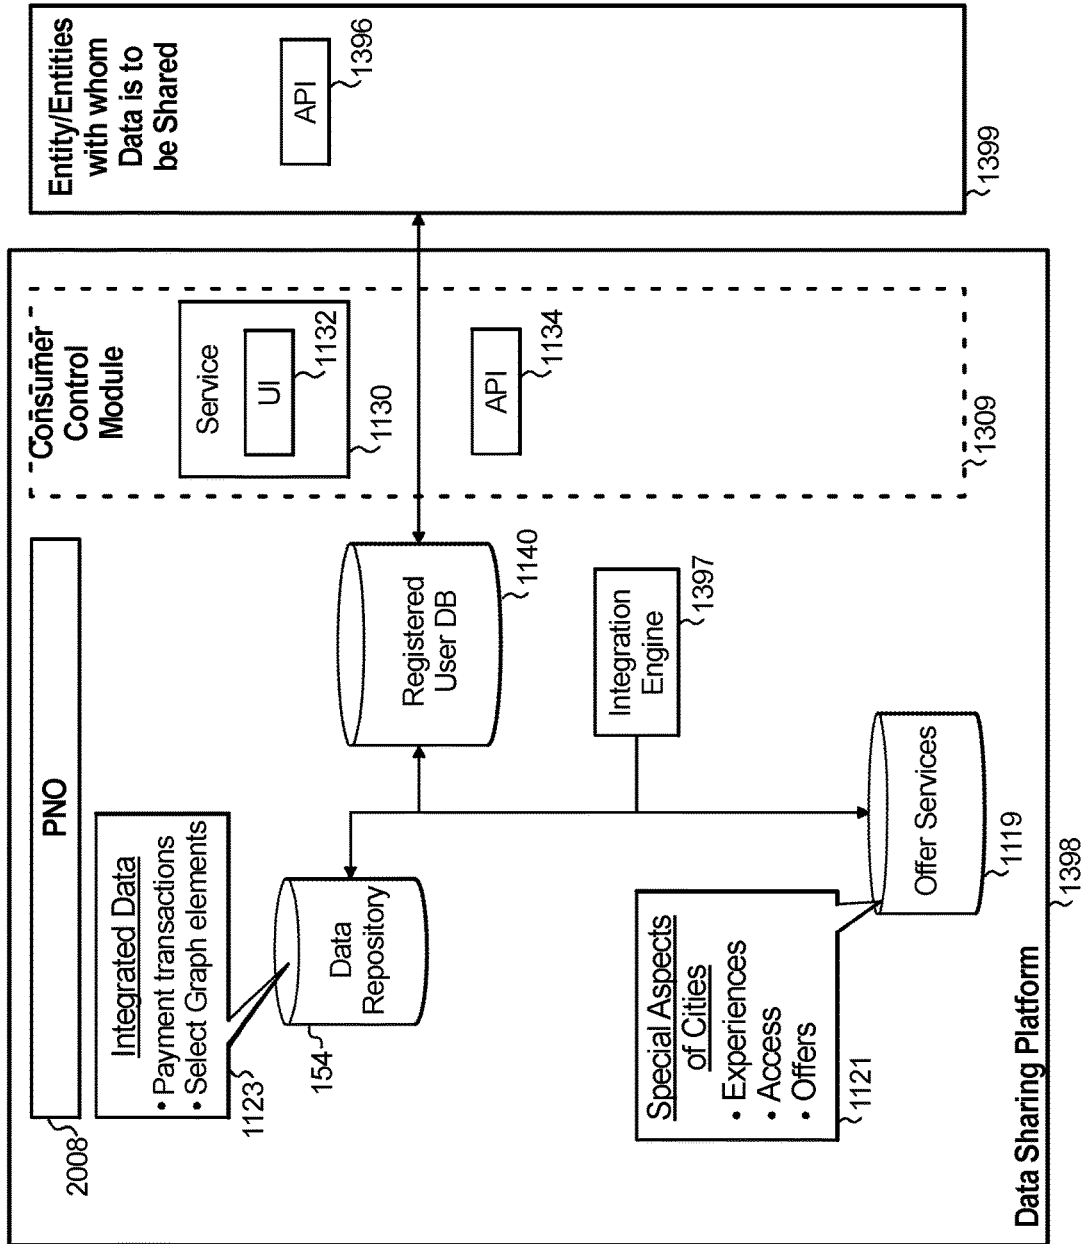 2008
PNO
Integrated Data
• Payment transactions
• Select Graph elements
1123
Data
Repository
154
Registered
User DB
1140
Integration
Engine
1397
Special Aspects
of Cities
• Experiences
• Access
• Offers
1121
Offer Services
1119
Data Sharing Platform
1398
Consumer
Control
Module
Service
UI
1132
1130
API
1134
1309
Entity/Entities
with whom
Data is to
be Shared
API
1396
1399